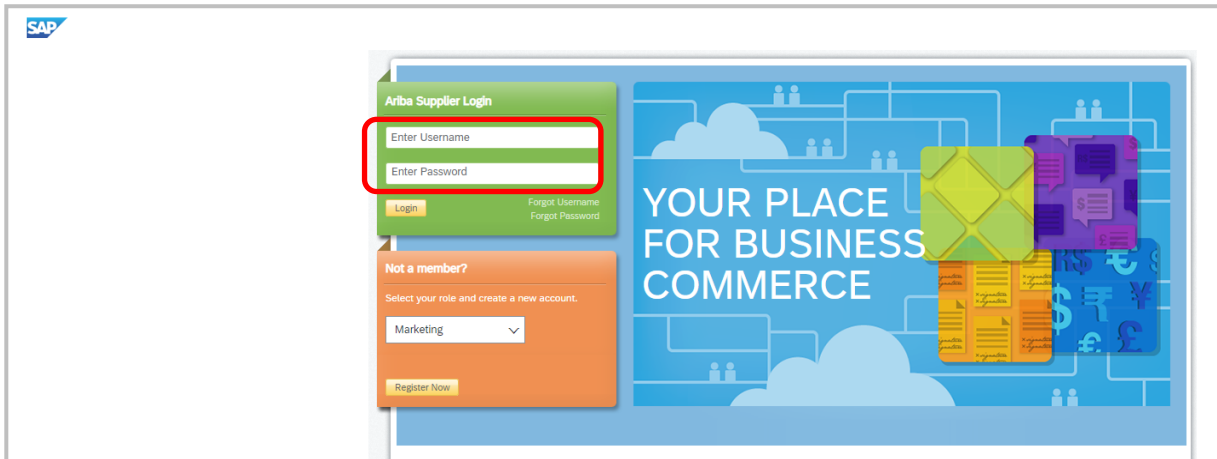 SAP
Ariba Supplier Login
Enter Username
Enter Password
Login
Forgot Username
Forgot Password
Not a member?
Select your role and create a new account.
Marketing
Register Now
YOUR PLACE
FOR BUSINESS
COMMERCE